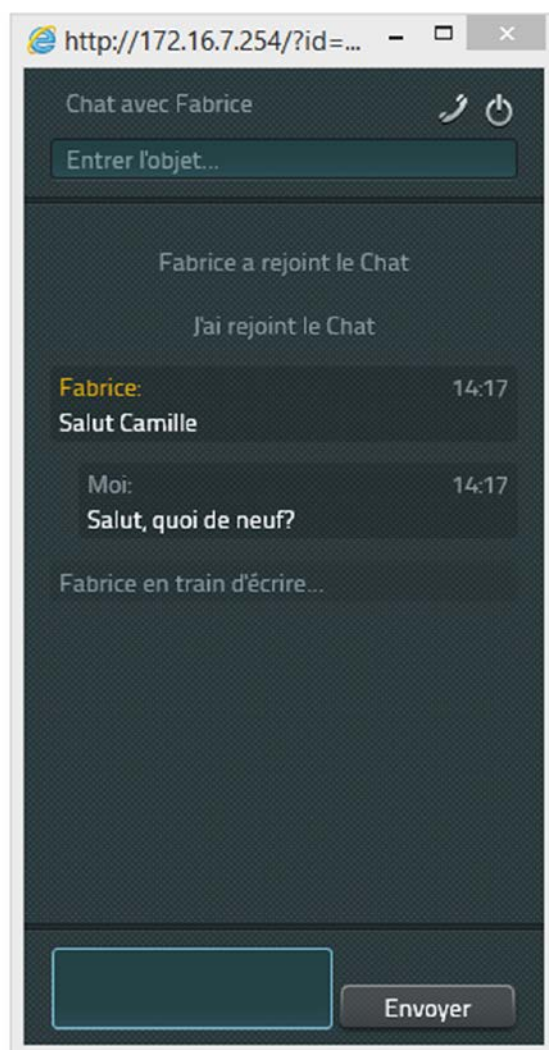 http://172.16.7.254/?id=...
Chat avec Fabrice
Entrer l'objet...
Fabrice a rejoint le Chat
J'ai rejoint le Chat
Fabrice: 14:17
Salut Camille
Moi: 14:17
Salut, quoi de neuf?
Fabrice en train d'écrire...
Envoyer